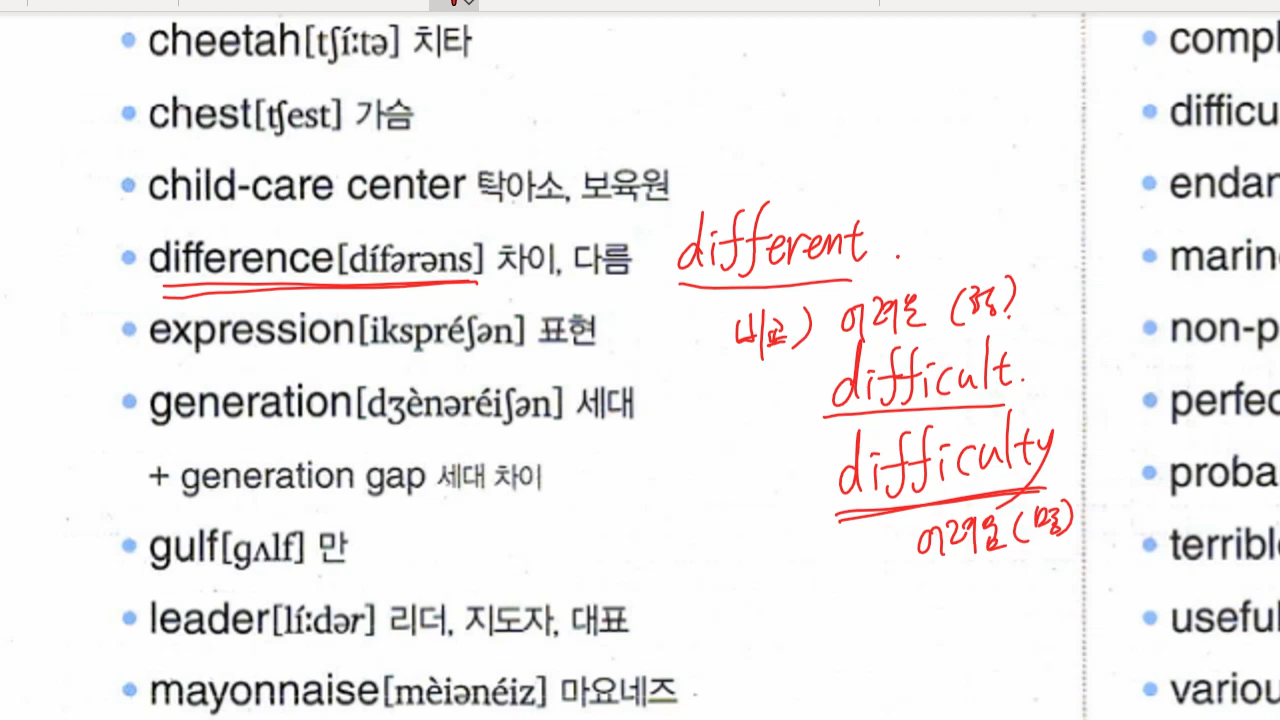 cheetah[tʃíːtə] 치타
chest[tʃest] 가슴
child-care center 탁아소, 보육원
difference[dífərəns] 차이, 다름
expression[ikspréʃən] 표현
generation[dʒènəréiʃən] 세대
+ generation gap 세대 차이
gulf[gʌlf] 만
leader[líːdər] 리더, 지도자, 대표
mayonnaise[mèiənéiz] 마요네즈
different.
비교) 어려운 (형)
difficult.
difficulty
어려움 (명)
compl
difficu
endan
marin
non-p
perfec
proba
terribl
useful
variou